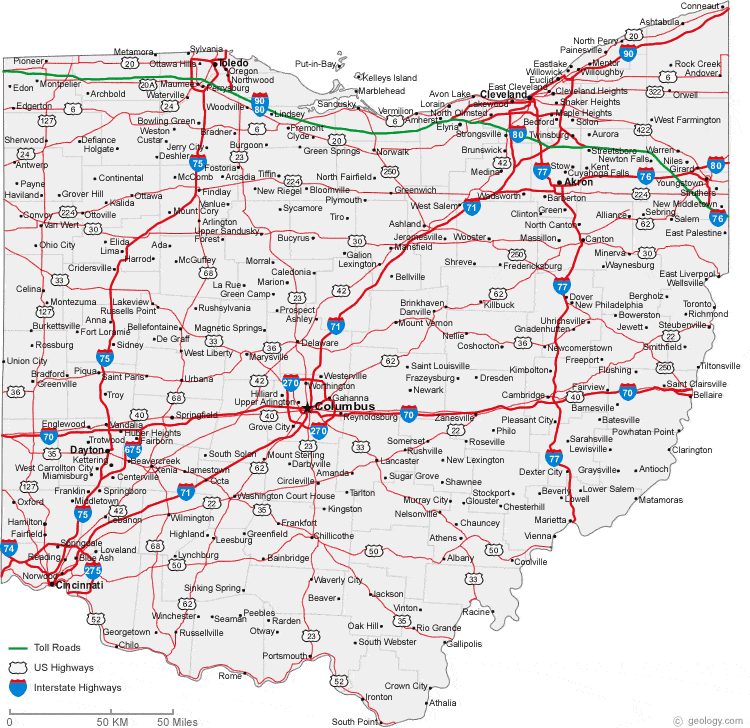 Conneaut
Ashtabula
North Perry
20
Painesville
90
Metamora
Sylvania
Pioneer
20
Ottawa Hills
Toledo
Oregon
Northwood
Put-in-Bay
Kelleys Island
Marblehead
Eastlake
Mentor
Willowick
Willoughby
Euclid
6
Rock Creek
Andover
Edon
Montpelier
20A
Maumee
Perrysburg
Archbold
Waterville
East Cleveland
Cleveland
Cleveland Heights
322
Orwell
Avon Lake
Lakewood
Shaker Heights
Edgerton
6
24
Woodville
90
80
Lindsey
Sandusky
Vermilion
Lorain
North Olmsted
Maple Heights
Bowling Green
6
Amherst
Bedford
Solon
422
West Farmington
Weston
Custar
Bradner
Fremont
Clyde
20
Elyria
Strongsville
80
Twinsburg
Aurora
Sherwood
127
Defiance
Holgate
Jerry City
Deshler
Burgoon
23
Green Springs
Norwalk
Brunswick
Streetsboro
Warren
24
Antwerp
75
Fostoria
250
Medina
77
Stow
Kent
Newton Falls
Niles
Girard
80
Continental
McComb
Arcadia
Tiffin
North Fairfield
Akron
Cuyahoga Falls
76
Youngstown
Payne
Haviland
Grover Hill
Ottawa
Findlay
224
New Riegel
Bloomville
Greenwich
Wadsworth
Barberton
224
Struthers
Kalida
Vanlue
Plymouth
West Salem
71
Clinton
Green
New Middletown
Convoy
224
Ottoville
Mount Cory
Sycamore
Tiro
Alliance
Sebring
76
Van Wert
30
Arlington
Upper Sandusky
Ashland
North Canton
62
Salem
East Palestine
Ohio City
Elida
Lima
Ada
Forest
Bucyrus
30
Jeromesville
Wooster
Massillon
Canton
Mansfield
Harrod
McGuffey
Galion
Lexington
Minerva
30
Cridersville
68
Morral
Shreve
250
Fredericksburg
Waynesburg
33
Caledonia
Marion
Bellville
East Liverpool
Wellsville
Celina
La Rue
Green Camp
23
42
62
77
Montezuma
Lakeview
Russells Point
Rushsylvania
Prospect
Ashley
Brinkhaven
Danville
Killbuck
Dover
New Philadelphia
Bergholz
Toronto
127
Anna
Bowerston
Richmond
Burkettsville
Fort Loramie
Bellefontaine
Magnetic Springs
71
Mount Vernon
Uhrichsville
Gnadenhutten
Jewett
Steubenville
Rossburg
Sidney
De Graff
33
Delaware
Nellie
Coshocton
36
22
Smithfield
75
West Liberty
36
Marysville
Newcomerstown
Union City
62
Freeport
250
Tiltonsville
Bradford
Piqua
Saint Paris
Urbana
42
270
Westerville
Worthington
Saint Louisville
Frazeysburg
Dresden
Kimbolton
Flushing
36
Greenville
Troy
68
Hilliard
Upper Arlington
Gahanna
Newark
Cambridge
Fairview
70
Saint Clairsville
Bellaire
40
Springfield
40
Columbus
Reynoldsburg
70
Zanesville
40
Barnesville
Englewood
Vandalia
Grove City
270
Pleasant City
Batesville
70
Huber Heights
Trotwood
Fairborn
22
Philo
Powhatan Point
35
Dayton
675
23
33
Somerset
Roseville
Sarahsville
Lewisville
Clarington
Kettering
Beavercreek
South Solon
Mount Sterling
Rushville
77
West Carrollton City
Xenia
Jamestown
62
Darbyville
Lancaster
New Lexington
Dexter City
Graysville
Antioch
Miamisburg
Centerville
Octa
Amanda
Sugar Grove
Shawnee
127
Franklin
Springboro
71
Circleville
Beverly
Lower Salem
Oxford
Middletown
22
Washington Court House
Tariton
Murray City
Stockport
Glouster
Lowell
Matamoras
75
42
Lebanon
35
Kingston
Nelsonville
Chesterhill
Hamilton
Wilmington
Frankfort
Chauncey
Marietta
Fairfield
Highland
Leesburg
Greenfield
Chillicothe
Athens
Vienna
74
Springdale
Loveland
68
50
50
50
Reading
Blue Ash
Lynchburg
Bainbridge
Albany
Coolville
Norwood
275
50
33
Cincinnati
Sinking Spring
Waverly City
Jackson
62
Beaver
Vinton
Racine
52
Winchester
Peebles
Seaman
Rarden
35
Georgetown
Russellville
Otway
23
Oak Hill
Rio Grande
Chilo
South Webster
Gallipolis
Toll Roads
Portsmouth
US Highways
Rome
52
Crown City
Interstate Highways
Ironton
Athalia
0
50 KM
50 Miles
South Point
© geology.com